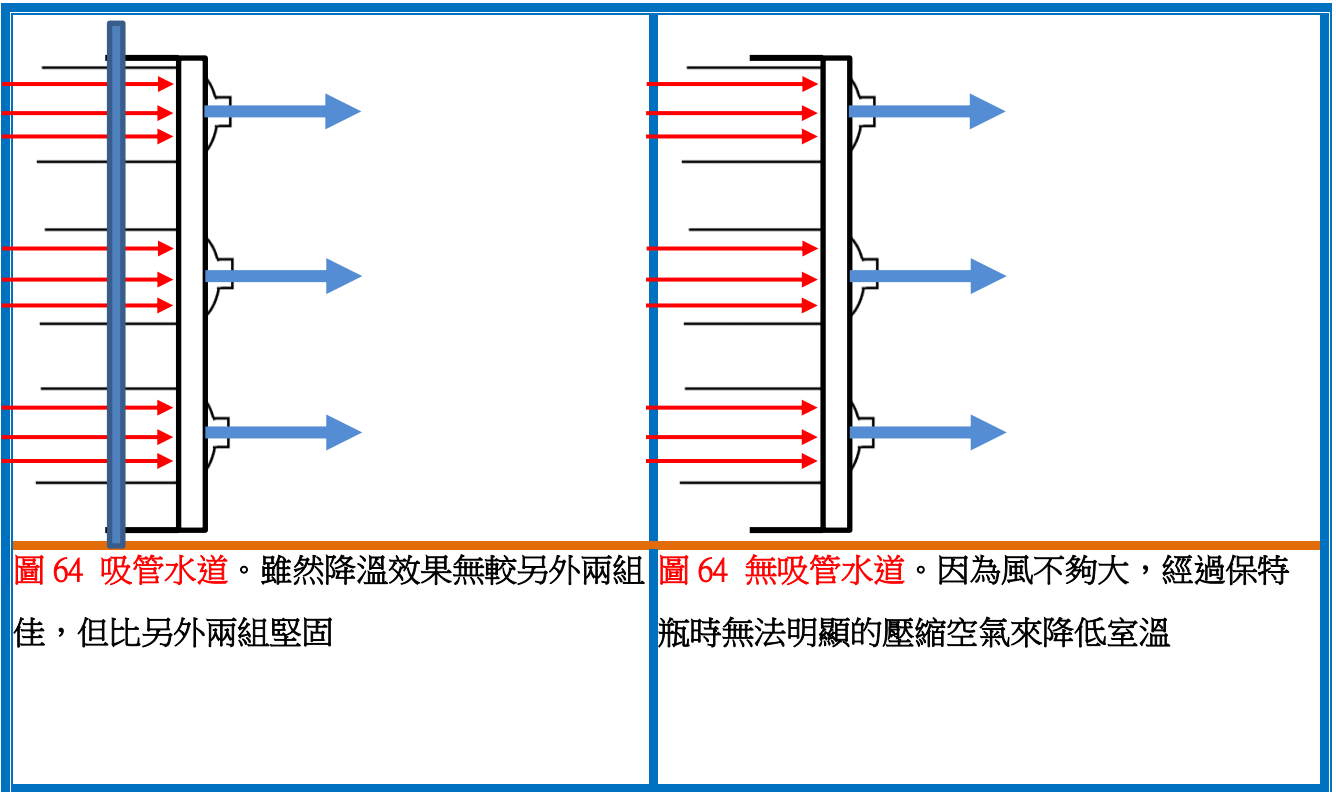 圖 64 吸管水道。雖然降溫效果無較另外兩組
佳，但比另外兩組堅固
圖 64 無吸管水道。因為風不夠大，經過保特
瓶時無法明顯的壓縮空氣來降低室溫